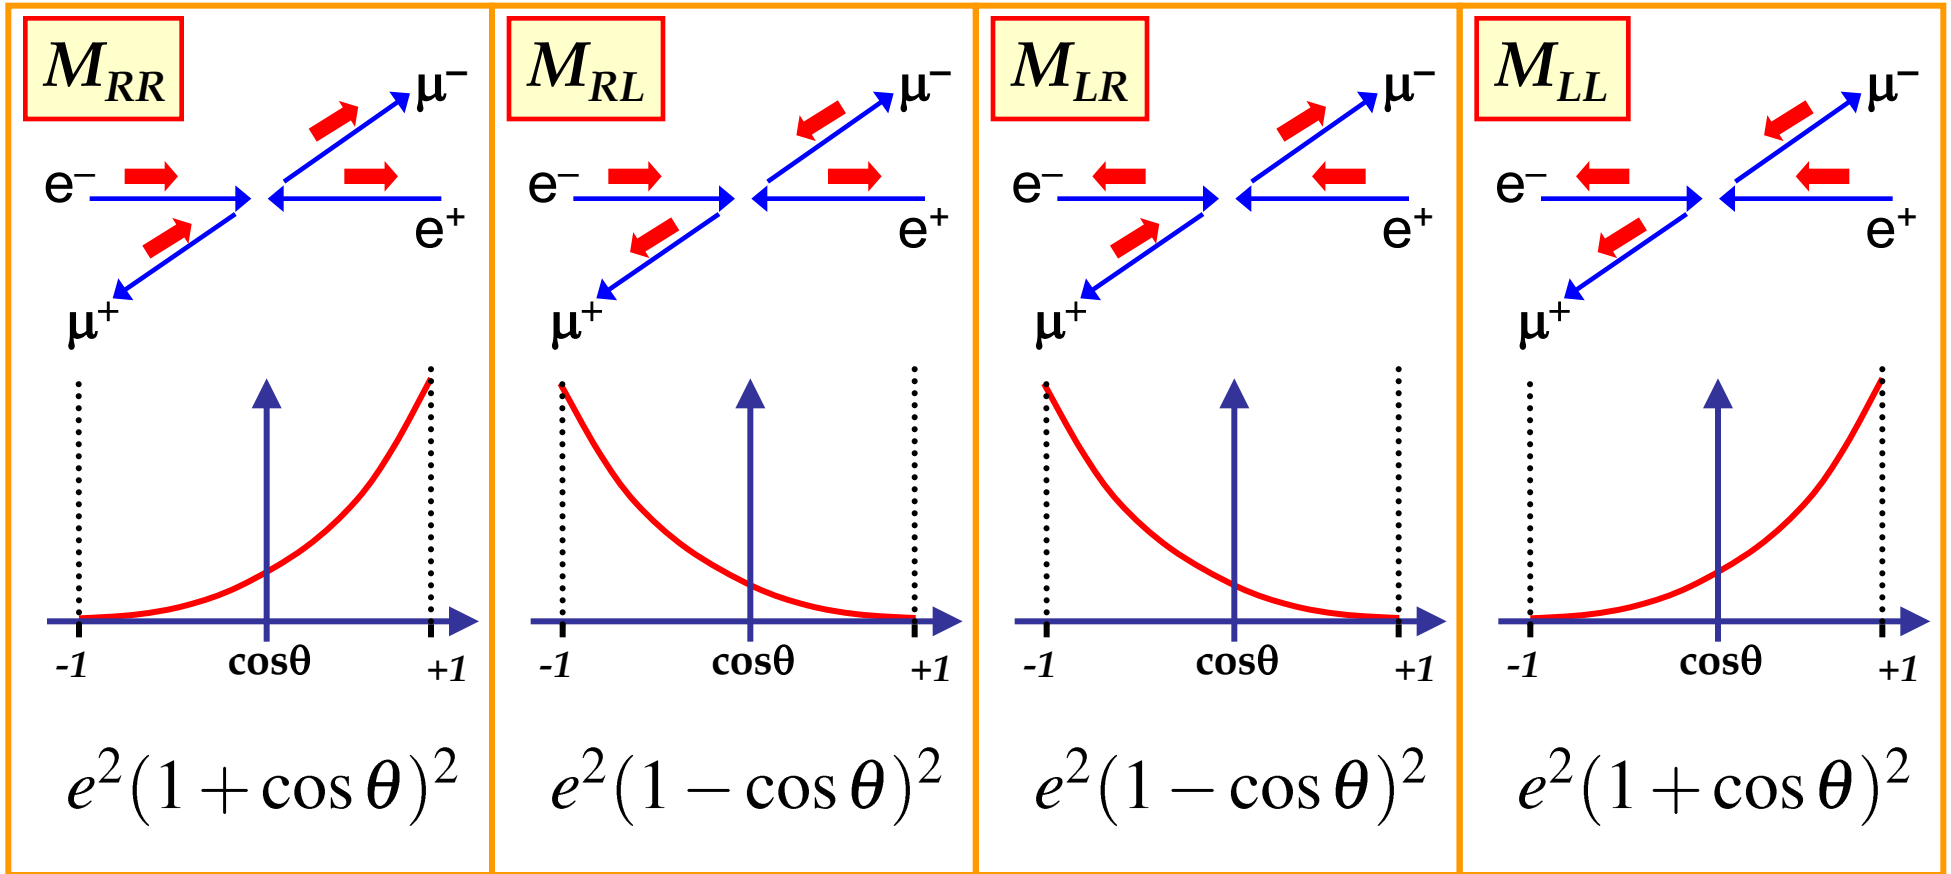 M_RR
μ⁻
e⁻
e⁺
μ⁺
-1
cosθ
+1
e²(1 + cos θ)²
M_RL
μ⁻
e⁻
e⁺
μ⁺
-1
cosθ
+1
e²(1 − cos θ)²
M_LR
μ⁻
e⁻
e⁺
μ⁺
-1
cosθ
+1
e²(1 − cos θ)²
M_LL
μ⁻
e⁻
e⁺
μ⁺
-1
cosθ
+1
e²(1 + cos θ)²